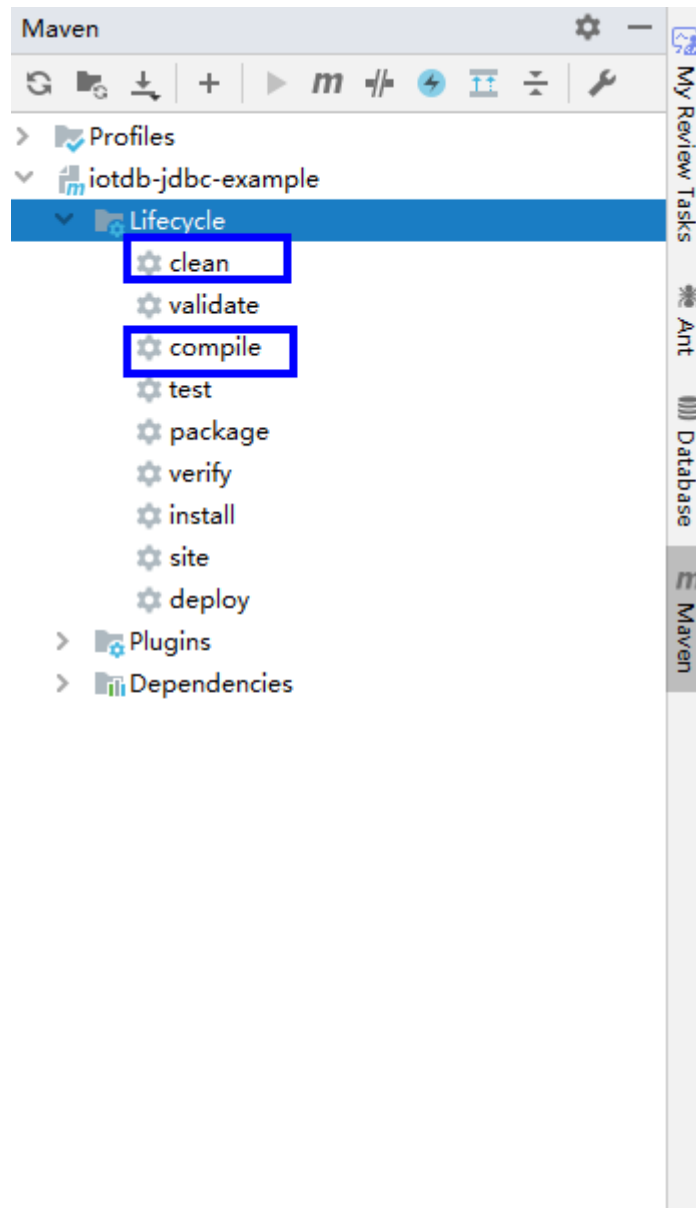 Maven
m
Profiles
iotdb-jdbc-example
Lifecycle
clean
validate
compile
test
package
verify
install
site
deploy
Plugins
Dependencies
My Review Tasks
Ant
Database
Maven